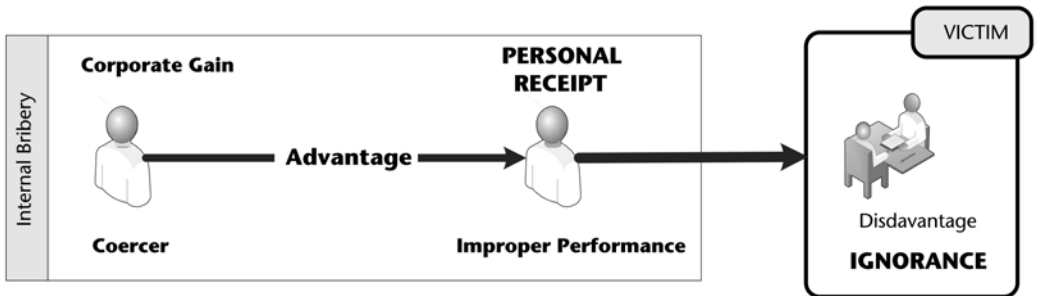 VICTIM
Internal Bribery
Corporate Gain
PERSONAL
RECEIPT
Advantage
Coercer
Improper Performance
Disdavantage
IGNORANCE